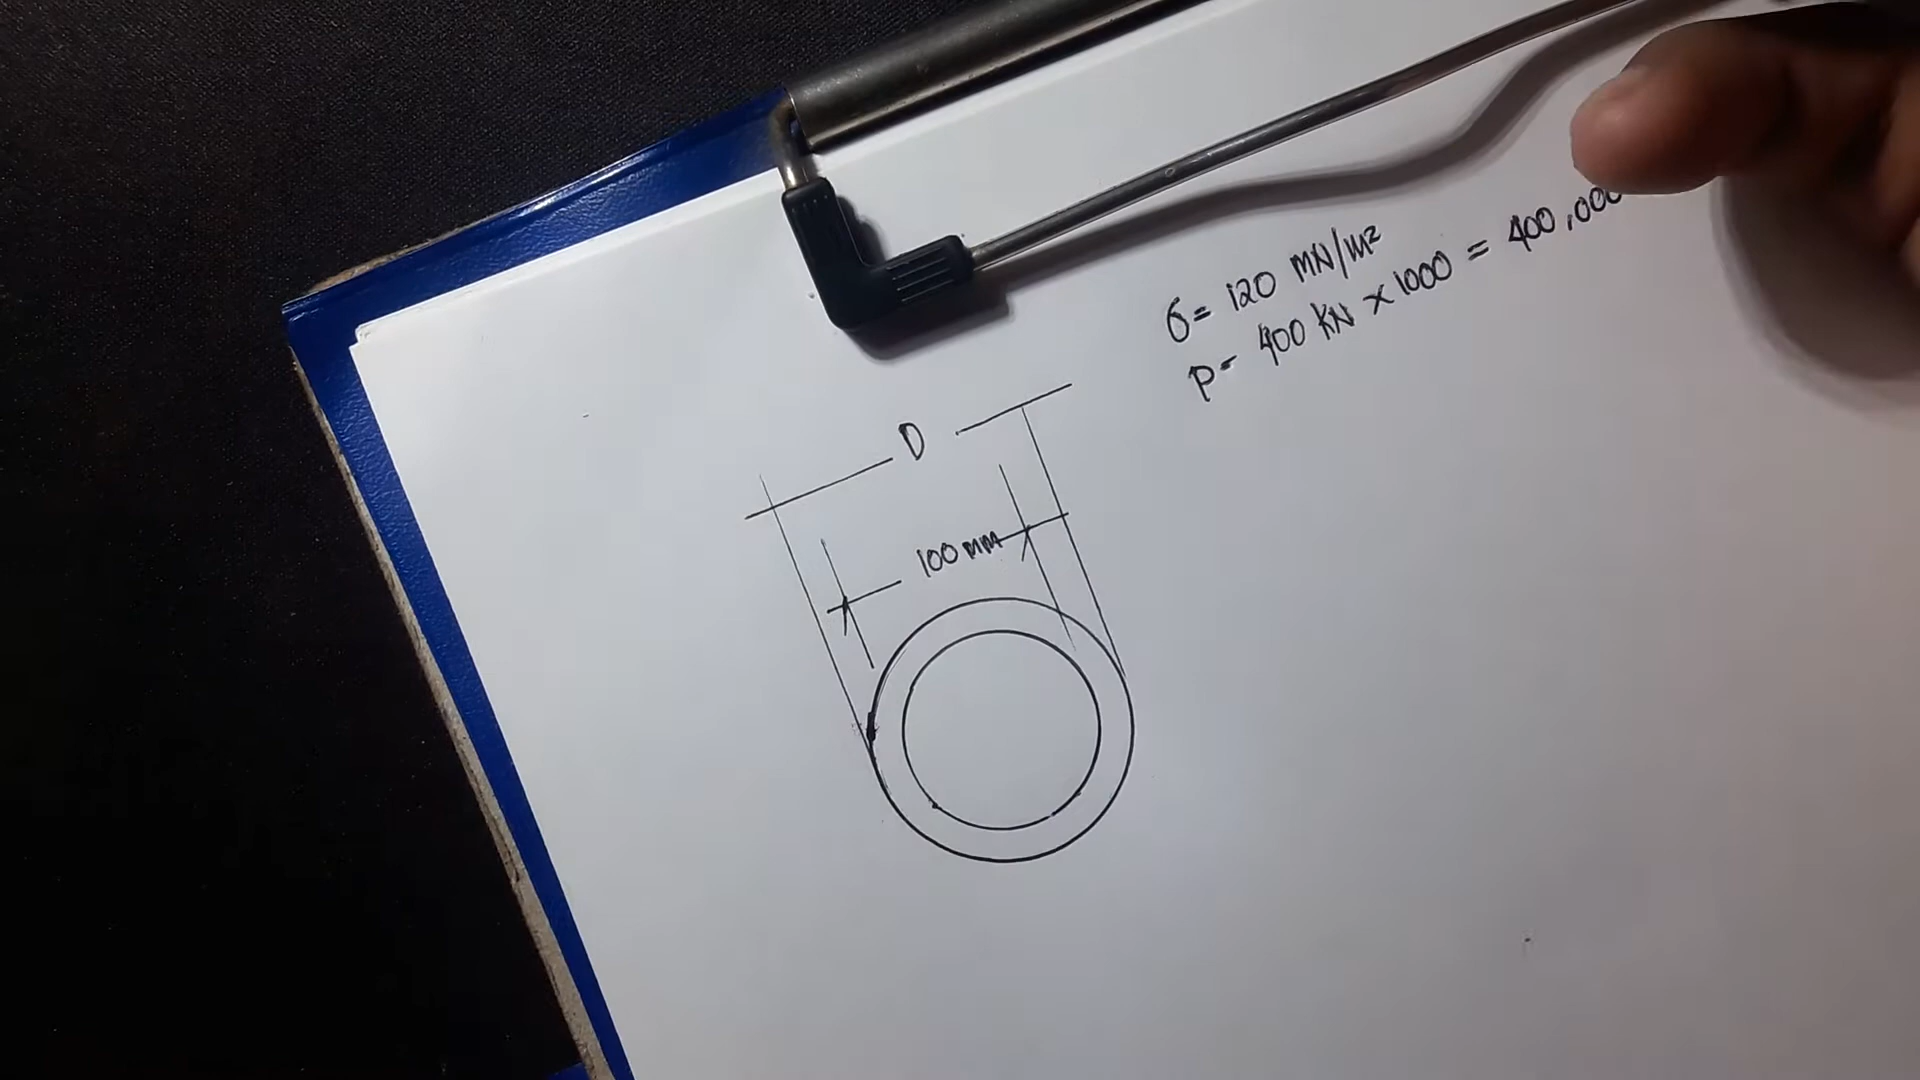 σ = 120 MN/m²
P = 400 KN × 1000 = 400,000
D
100 mm